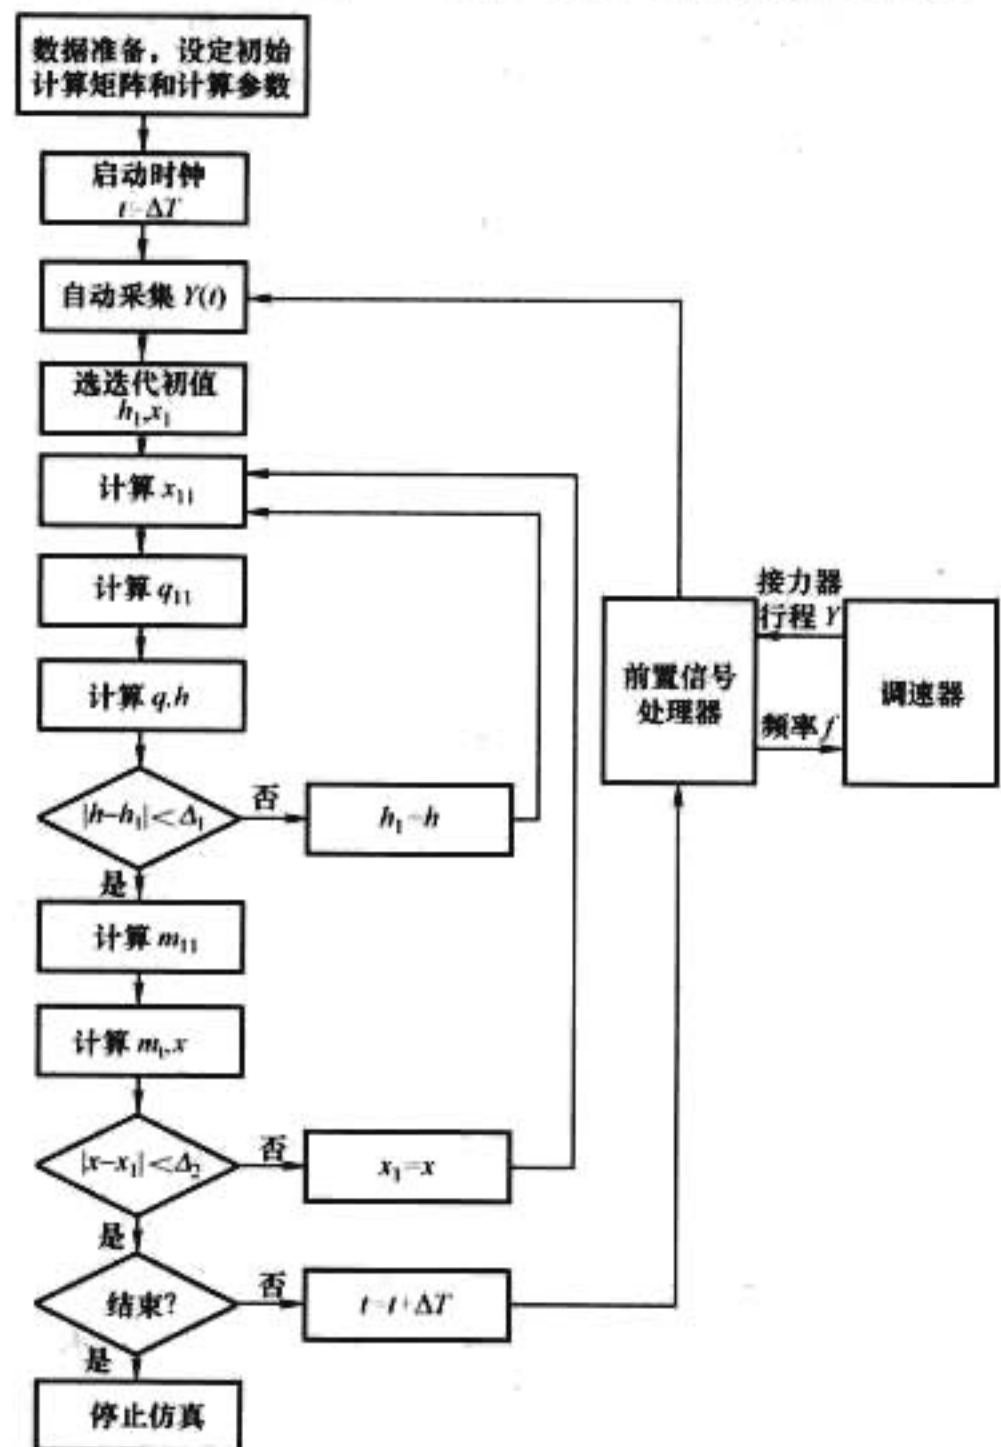 数据准备，设定初始
计算矩阵和计算参数
启动时钟
t=ΔT
自动采集 Y(t)
选迭代初值
h₁,x₁
计算 x₁₁
计算 q₁₁
计算 q,h
|h-h₁|<Δ₁
否
h₁=h
是
计算 m₁₁
计算 mₜ,x
|x-x₁|<Δ₂
否
x₁=x
是
结束?
否
t=t+ΔT
是
停止仿真
前置信号
处理器
接力器
行程 Y
频率 f
调速器